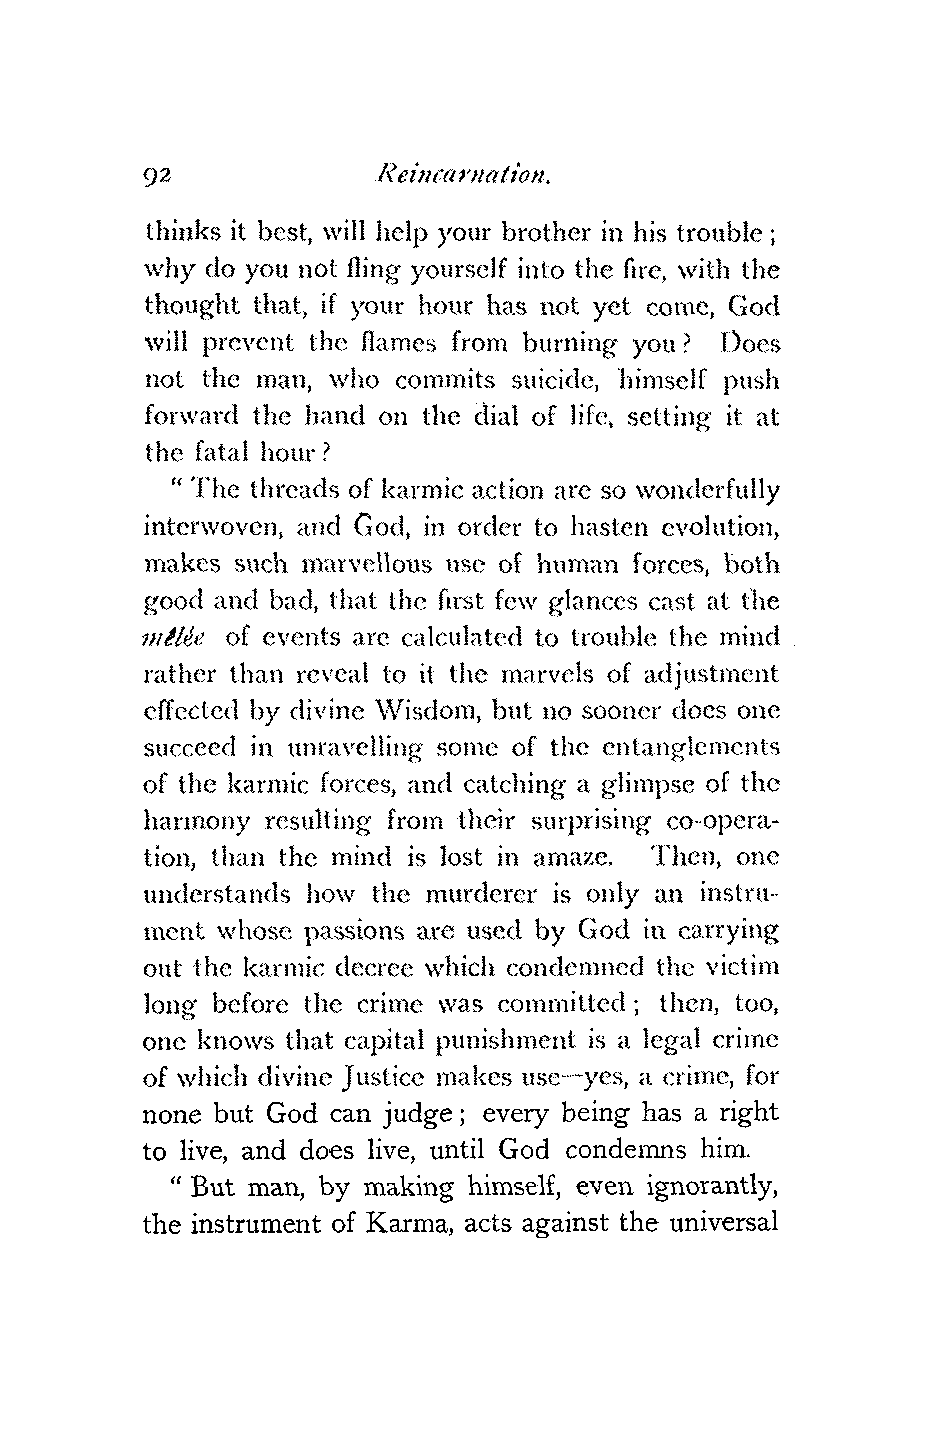 92 Reincarnation.
thinks it best, will help your brother in his trouble ;
why do you not fling yourself into the fire, with the
thought that, if your hour has not yet come, God
will prevent the flames from burning you ? Does
not the man, who commits suicide, himself push
forward the hand on the dial of life, setting it at
the fatal hour ?
“ The threads of karmic action are so wonderfully
interwoven, and God, in order to hasten evolution,
makes such marvellous use of human forces, both
good and bad, that the first few glances cast at the
mêlée of events are calculated to trouble the mind
rather than reveal to it the marvels of adjustment
effected by divine Wisdom, but no sooner does one
succeed in unravelling some of the entanglements
of the karmic forces, and catching a glimpse of the
harmony resulting from their surprising co-opera-
tion, than the mind is lost in amaze. Then, one
understands how the murderer is only an instru-
ment whose passions are used by God in carrying
out the karmic decree which condemned the victim
long before the crime was committed ; then, too,
one knows that capital punishment is a legal crime
of which divine Justice makes use—yes, a crime, for
none but God can judge ; every being has a right
to live, and does live, until God condemns him.
“ But man, by making himself, even ignorantly,
the instrument of Karma, acts against the universal